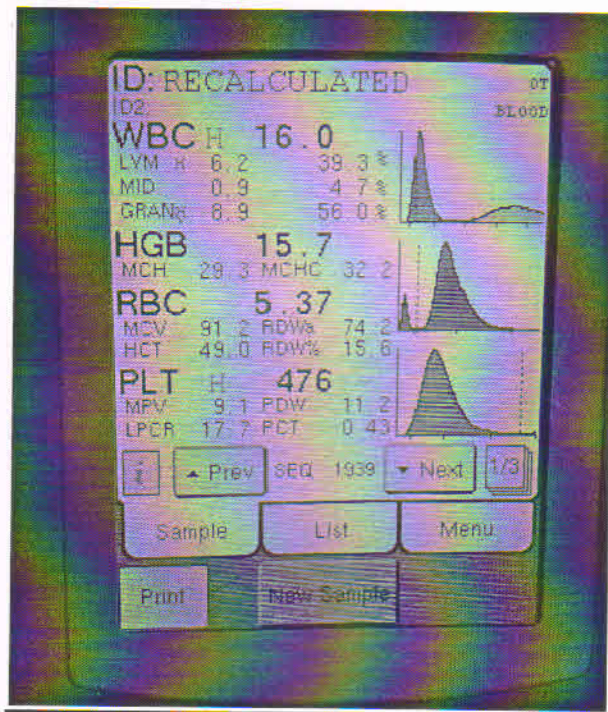 ID: RECALCULATED OT
ID2: BLOOD
WBC H 16.0
LYM H 6.2 39.3 %
MID 0.9 4.7 %
GRAN 8.9 56.0 %
HGB 15.7
MCH 29.3 MCHC 32.2
RBC 5.37
MCV 91.2 RDWa 74.2
HCT 49.0 RDW% 15.6
PLT H 476
MPV 9.1 PDW 11.2
LPCR 17.7 PCT 0.43
Prev SEQ 1939 Next 1/3
Sample List Menu
Print New Sample